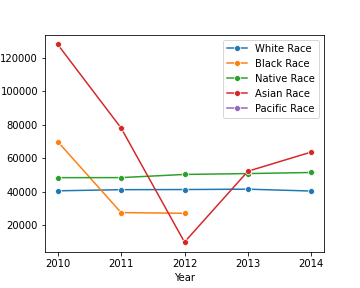 White Race
Black Race
Native Race
Asian Race
Pacific Race
120000
100000
80000
60000
40000
20000
2010 2011 2012 2013 2014
Year